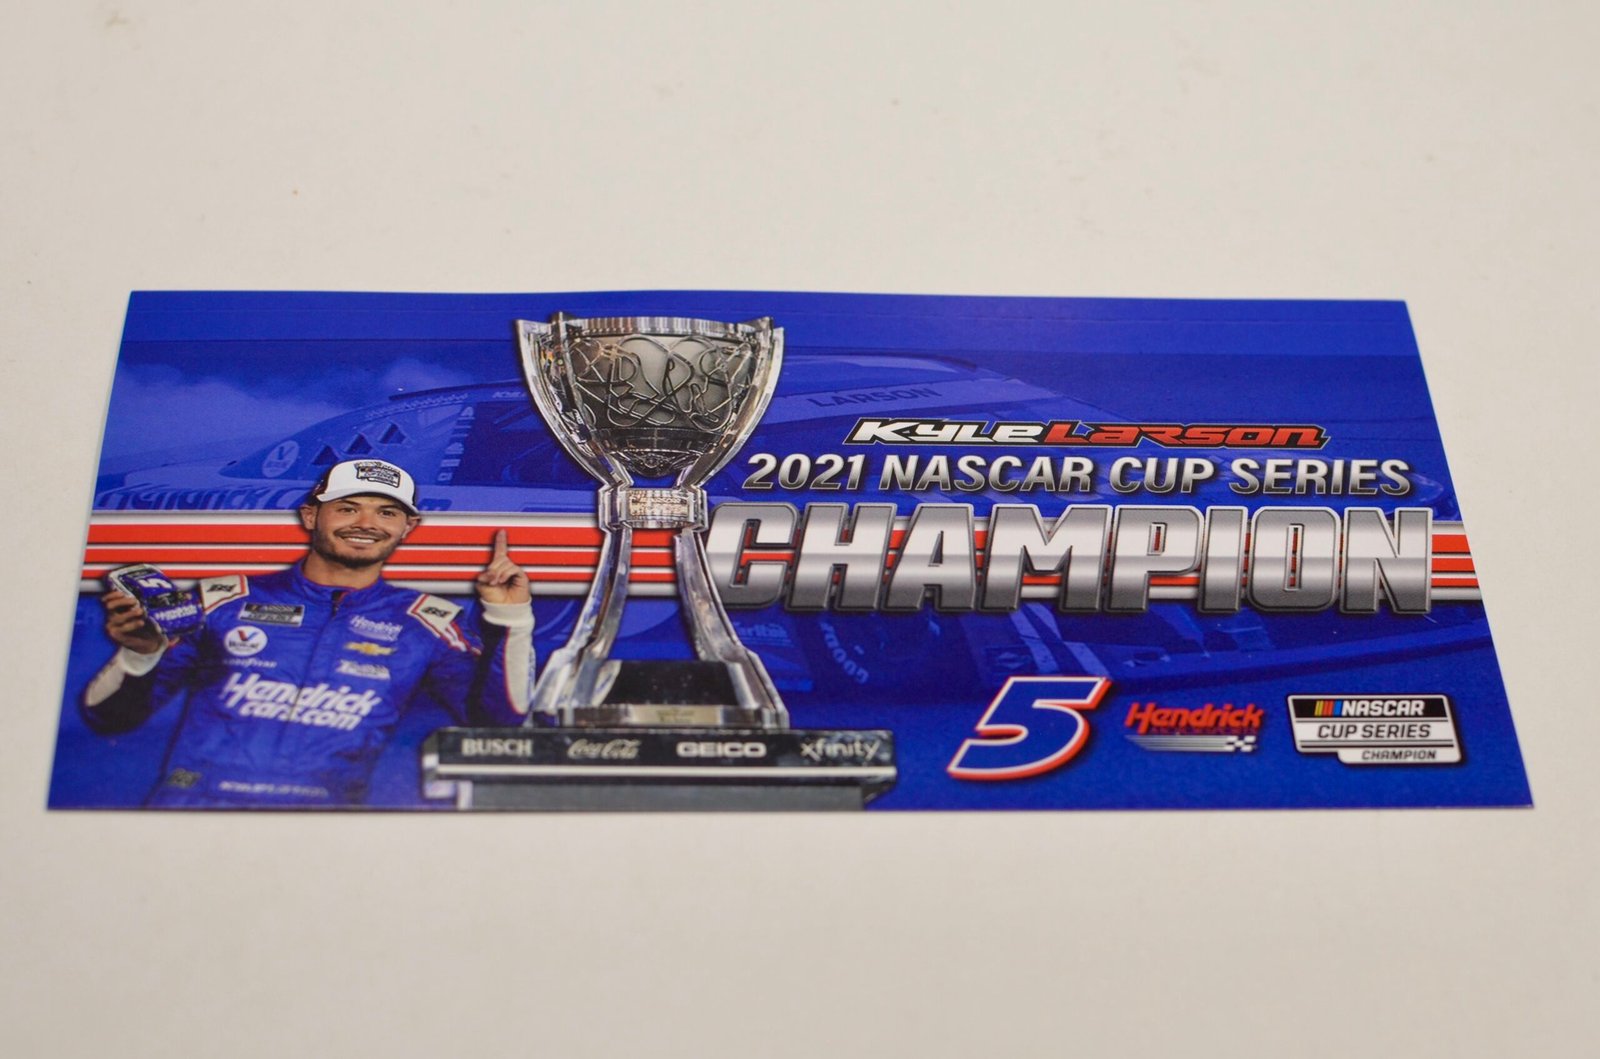 LARSON
KYLE LARSON
2021 NASCAR CUP SERIES
CHAMPION
Hendrick
cars.com
BUSCH
Coca-Cola
GEICO
xfinity
5
Hendrick
NASCAR
CUP SERIES
CHAMPION